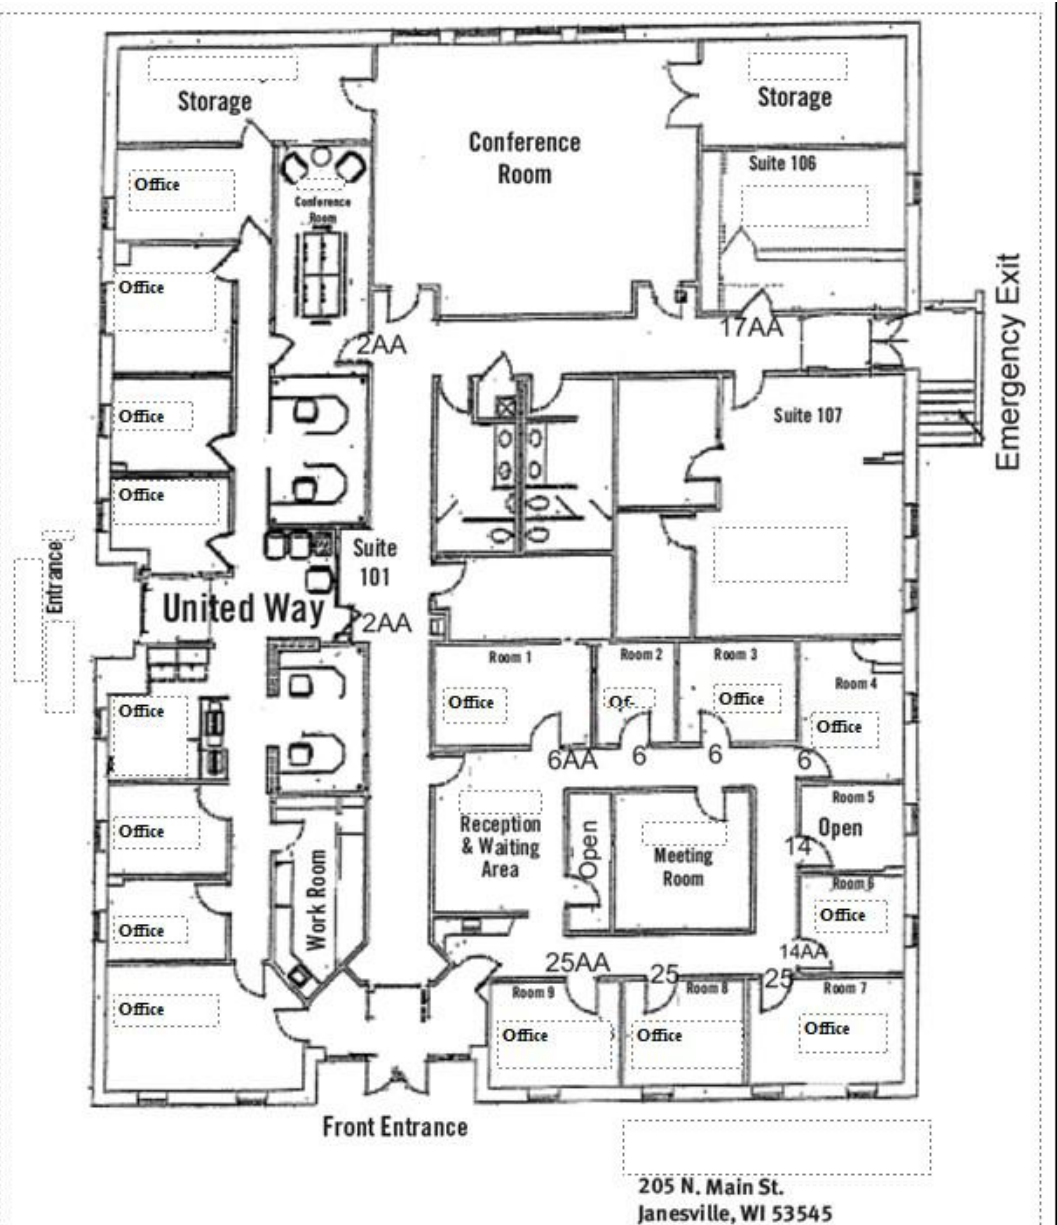 Storage
Storage
Conference
Room
Suite 106
Office
Conference
Room
Office
Emergency Exit
2AA
17AA
Office
Suite 107
Office
Suite
101
Entrance
United Way
2AA
Room 1
Room 2
Room 3
Room 4
Office
Office
Of-
Office
Office
6AA
6
6
6
Room 5
Office
Reception
& Waiting
Area
Open
Meeting
Room
Open
14
Room 6
Office
Office
Work Room
14AA
25AA
25
25
Room 9
Room 8
Room 7
Office
Office
Office
Office
Front Entrance
205 N. Main St.
Janesville, WI 53545